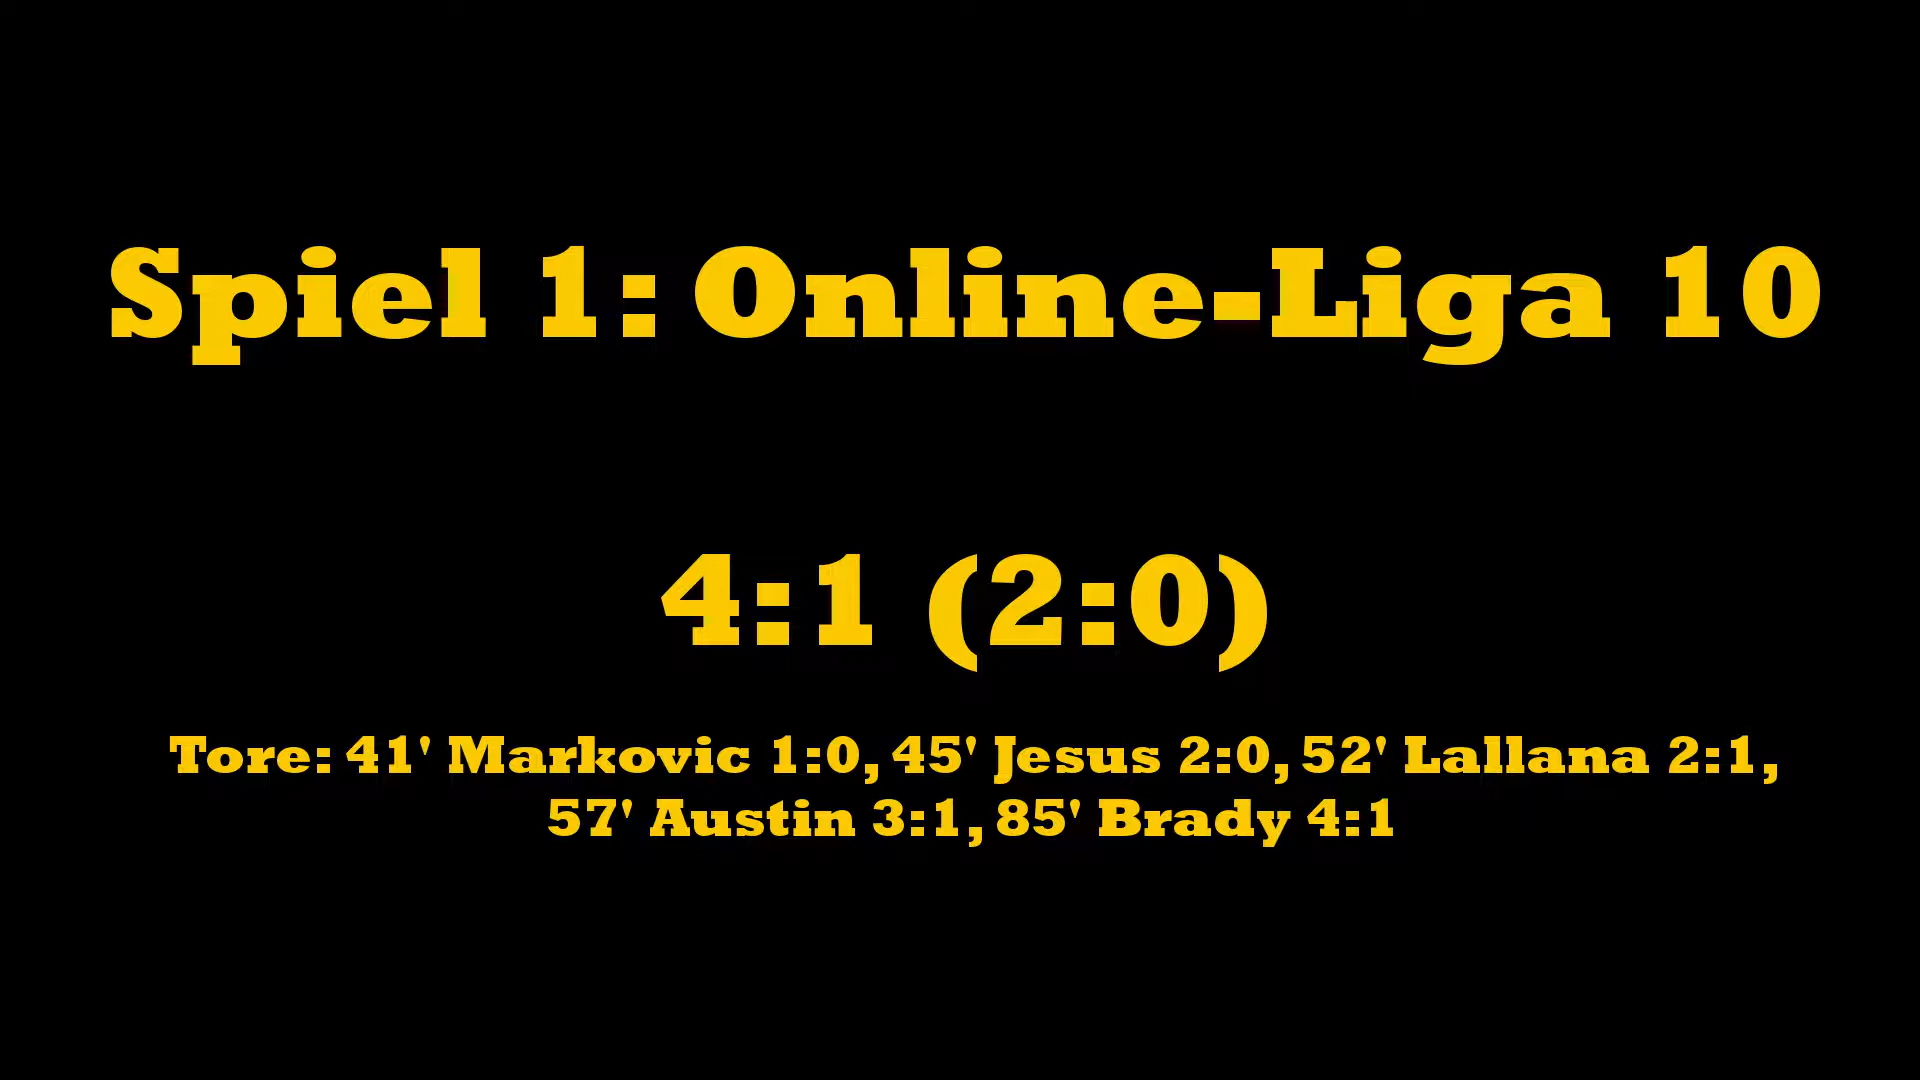 Spiel 1: Online-Liga 10
4:1 (2:0)
Tore: 41' Markovic 1:0, 45' Jesus 2:0, 52' Lallana 2:1,
57' Austin 3:1, 85' Brady 4:1